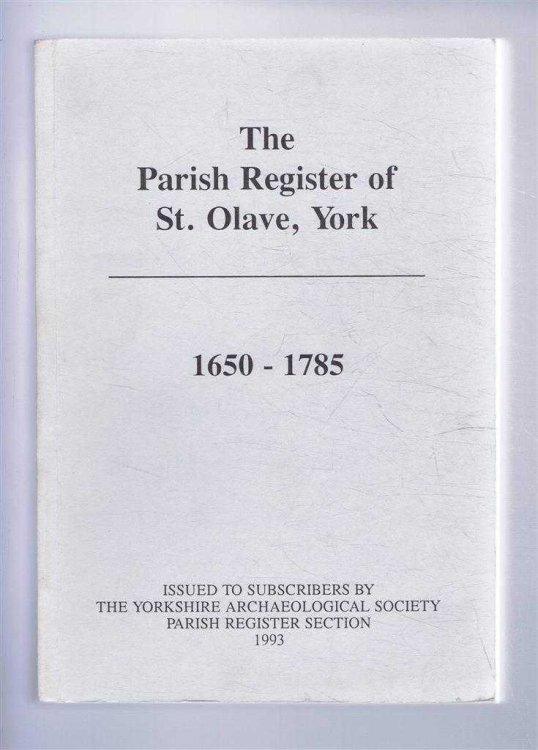 The
Parish Register of
St. Olave, York
1650 - 1785
ISSUED TO SUBSCRIBERS BY
THE YORKSHIRE ARCHAEOLOGICAL SOCIETY
PARISH REGISTER SECTION
1993